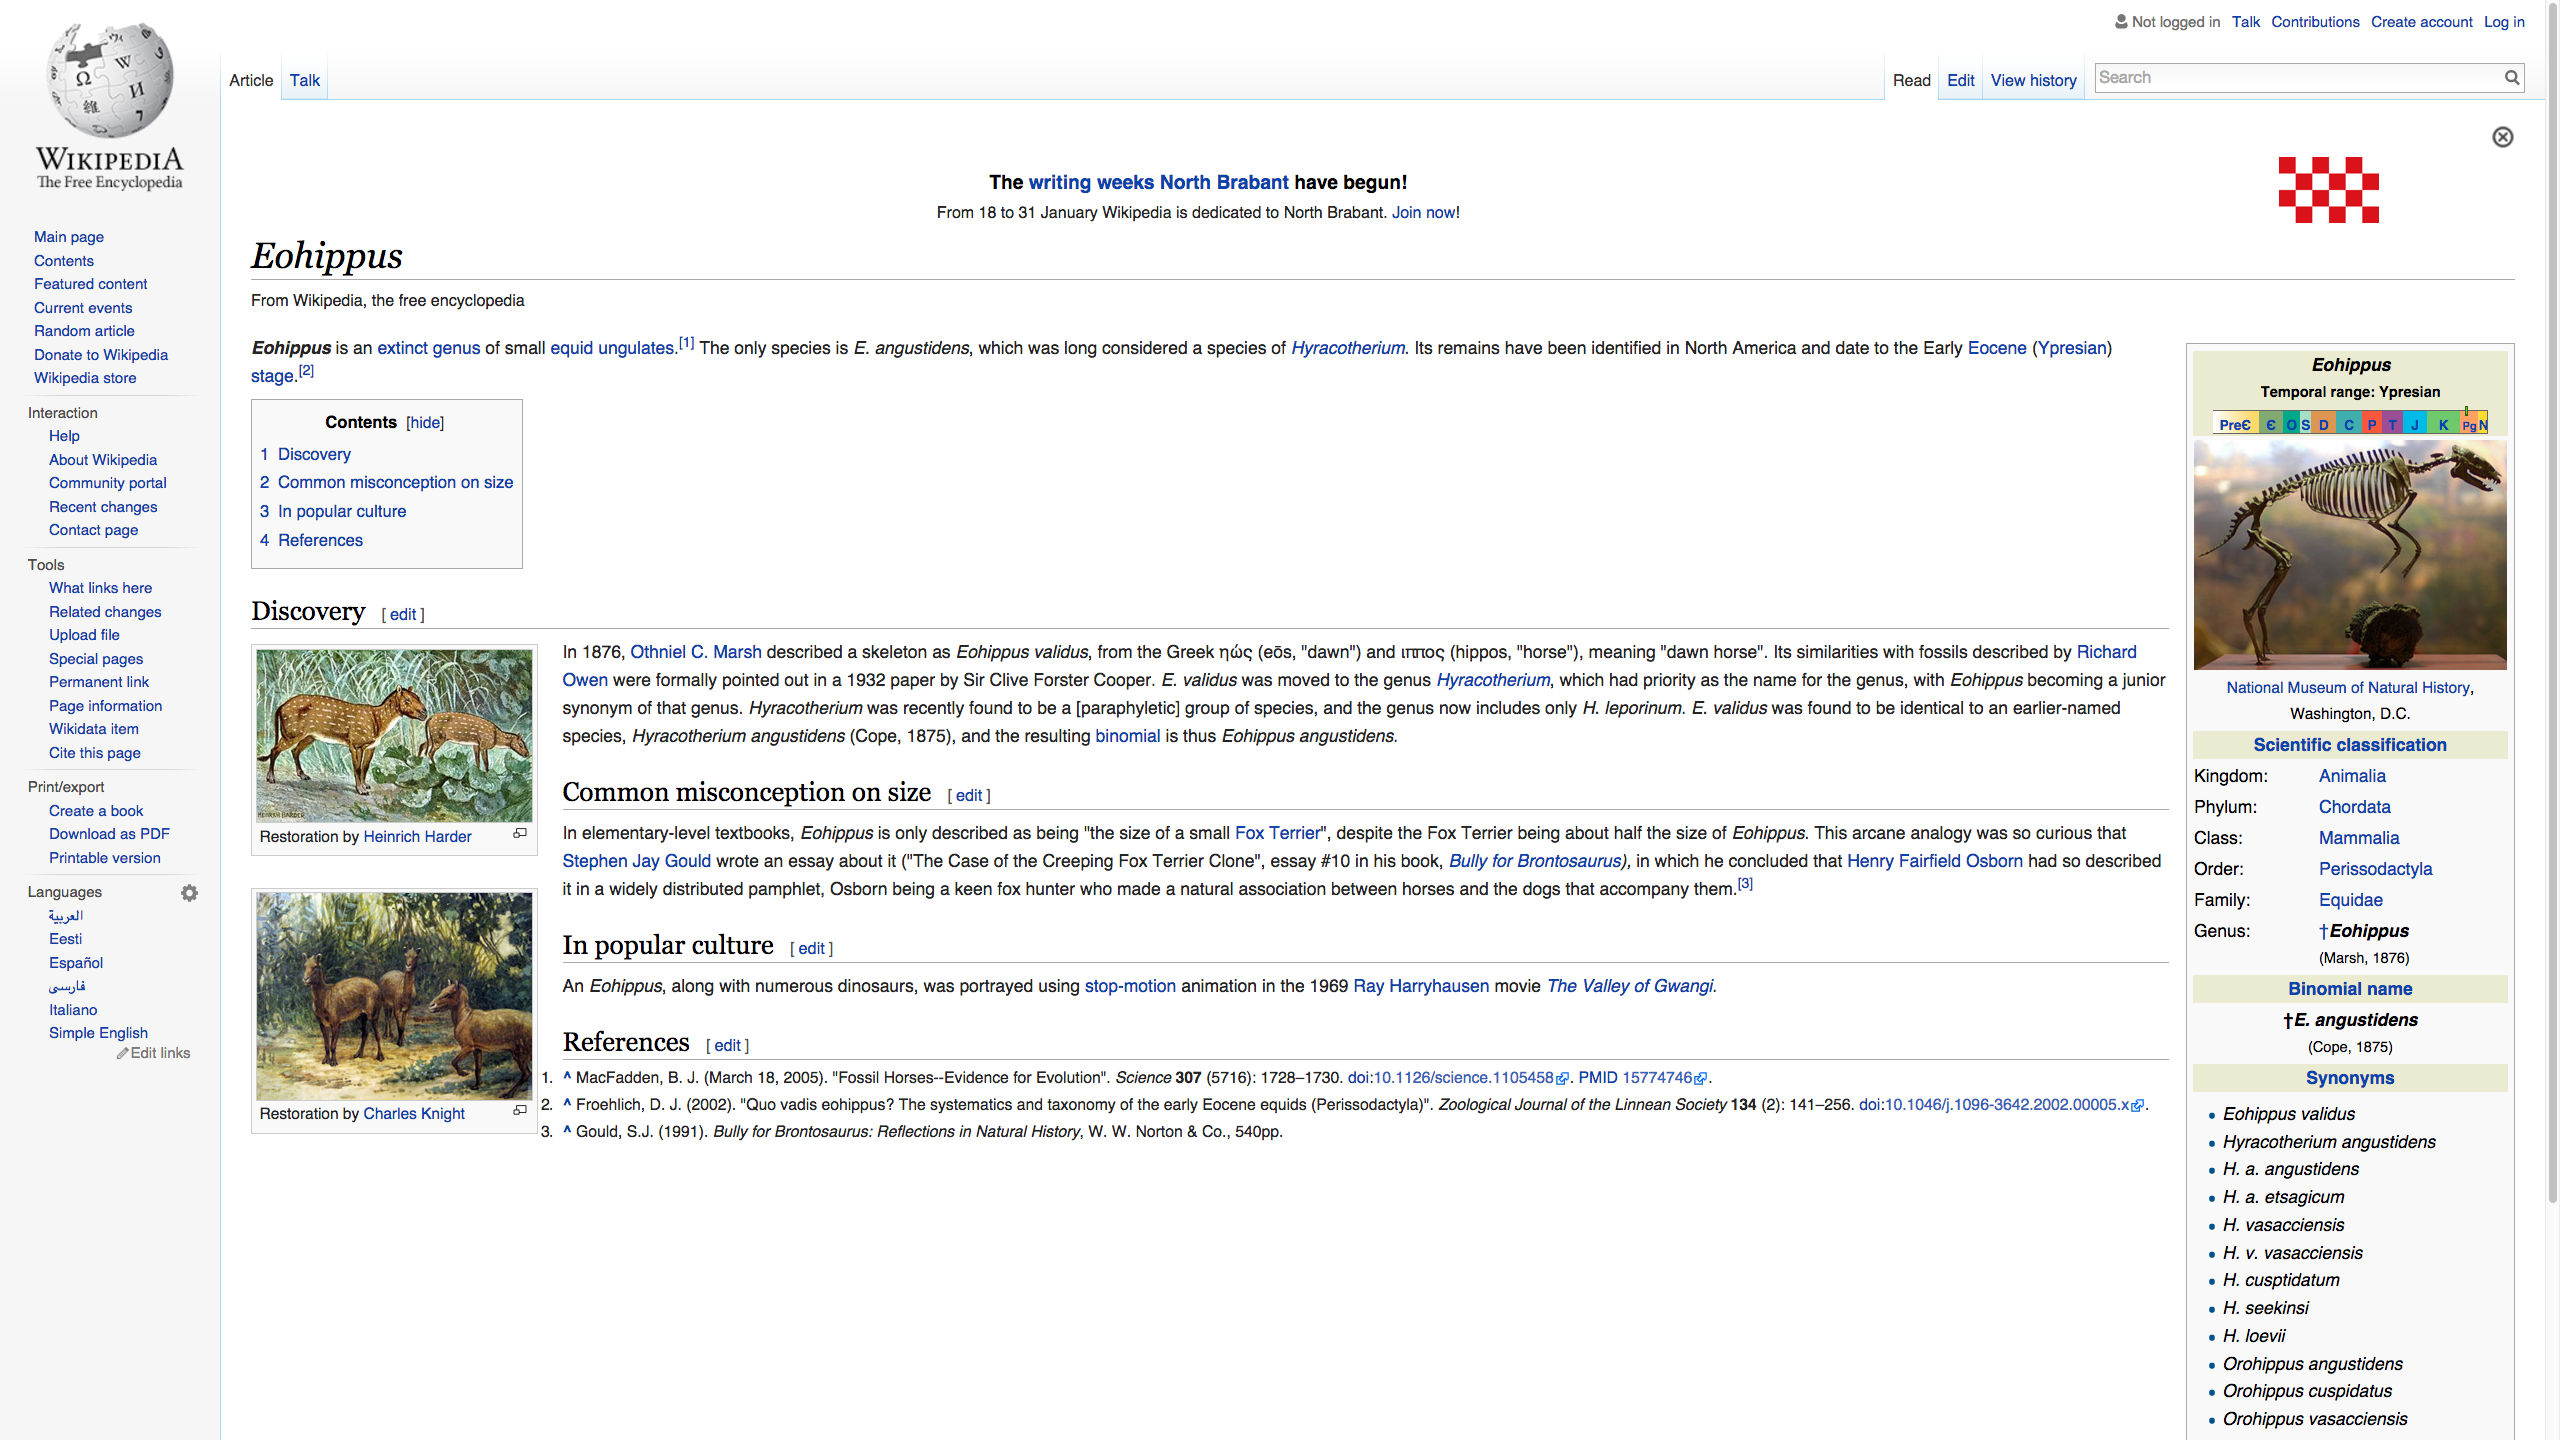 Not logged in Talk Contributions Create account Log in
Article Talk
Read Edit View history Search
WIKIPEDIA
The Free Encyclopedia
Main page
Contents
Featured content
Current events
Random article
Donate to Wikipedia
Wikipedia store
Interaction
Help
About Wikipedia
Community portal
Recent changes
Contact page
Tools
What links here
Related changes
Upload file
Special pages
Permanent link
Page information
Wikidata item
Cite this page
Print/export
Create a book
Download as PDF
Printable version
Languages
العربية
Eesti
Español
فارسی
Italiano
Simple English
Edit links
The writing weeks North Brabant have begun!
From 18 to 31 January Wikipedia is dedicated to North Brabant. Join now!
Eohippus
From Wikipedia, the free encyclopedia
Eohippus is an extinct genus of small equid ungulates.[1] The only species is E. angustidens, which was long considered a species of Hyracotherium. Its remains have been identified in North America and date to the Early Eocene (Ypresian)
stage.[2]
Contents [hide]
1 Discovery
2 Common misconception on size
3 In popular culture
4 References
Discovery [ edit ]
In 1876, Othniel C. Marsh described a skeleton as Eohippus validus, from the Greek ηώς (eōs, "dawn") and ιππος (hippos, "horse"), meaning "dawn horse". Its similarities with fossils described by Richard
Owen were formally pointed out in a 1932 paper by Sir Clive Forster Cooper. E. validus was moved to the genus Hyracotherium, which had priority as the name for the genus, with Eohippus becoming a junior
synonym of that genus. Hyracotherium was recently found to be a [paraphyletic] group of species, and the genus now includes only H. leporinum. E. validus was found to be identical to an earlier-named
species, Hyracotherium angustidens (Cope, 1875), and the resulting binomial is thus Eohippus angustidens.
HEINRICH HARDER
Restoration by Heinrich Harder
Common misconception on size [ edit ]
In elementary-level textbooks, Eohippus is only described as being "the size of a small Fox Terrier", despite the Fox Terrier being about half the size of Eohippus. This arcane analogy was so curious that
Stephen Jay Gould wrote an essay about it ("The Case of the Creeping Fox Terrier Clone", essay #10 in his book, Bully for Brontosaurus), in which he concluded that Henry Fairfield Osborn had so described
it in a widely distributed pamphlet, Osborn being a keen fox hunter who made a natural association between horses and the dogs that accompany them.[3]
Restoration by Charles Knight
In popular culture [ edit ]
An Eohippus, along with numerous dinosaurs, was portrayed using stop-motion animation in the 1969 Ray Harryhausen movie The Valley of Gwangi.
References [ edit ]
1. ^ MacFadden, B. J. (March 18, 2005). "Fossil Horses--Evidence for Evolution". Science 307 (5716): 1728–1730. doi:10.1126/science.1105458. PMID 15774746.
2. ^ Froehlich, D. J. (2002). "Quo vadis eohippus? The systematics and taxonomy of the early Eocene equids (Perissodactyla)". Zoological Journal of the Linnean Society 134 (2): 141–256. doi:10.1046/j.1096-3642.2002.00005.x.
3. ^ Gould, S.J. (1991). Bully for Brontosaurus: Reflections in Natural History, W. W. Norton & Co., 540pp.
Eohippus
Temporal range: Ypresian
PreЄ Є O S D C P T J K Pg N
National Museum of Natural History,
Washington, D.C.
Scientific classification
Kingdom: Animalia
Phylum: Chordata
Class: Mammalia
Order: Perissodactyla
Family: Equidae
Genus: †Eohippus
(Marsh, 1876)
Binomial name
†E. angustidens
(Cope, 1875)
Synonyms
• Eohippus validus
• Hyracotherium angustidens
• H. a. angustidens
• H. a. etsagicum
• H. vasacciensis
• H. v. vasacciensis
• H. cusptidatum
• H. seekinsi
• H. loevii
• Orohippus angustidens
• Orohippus cuspidatus
• Orohippus vasacciensis